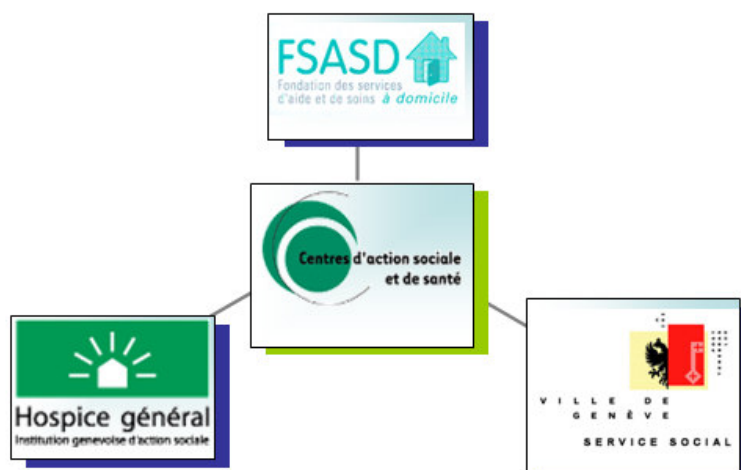 FSASD
Fondation des services
d'aide et de soins à domicile
Centres d'action sociale
et de santé
Hospice général
Institution genevoise d'action sociale
VILLE DE
GENÈVE
SERVICE SOCIAL